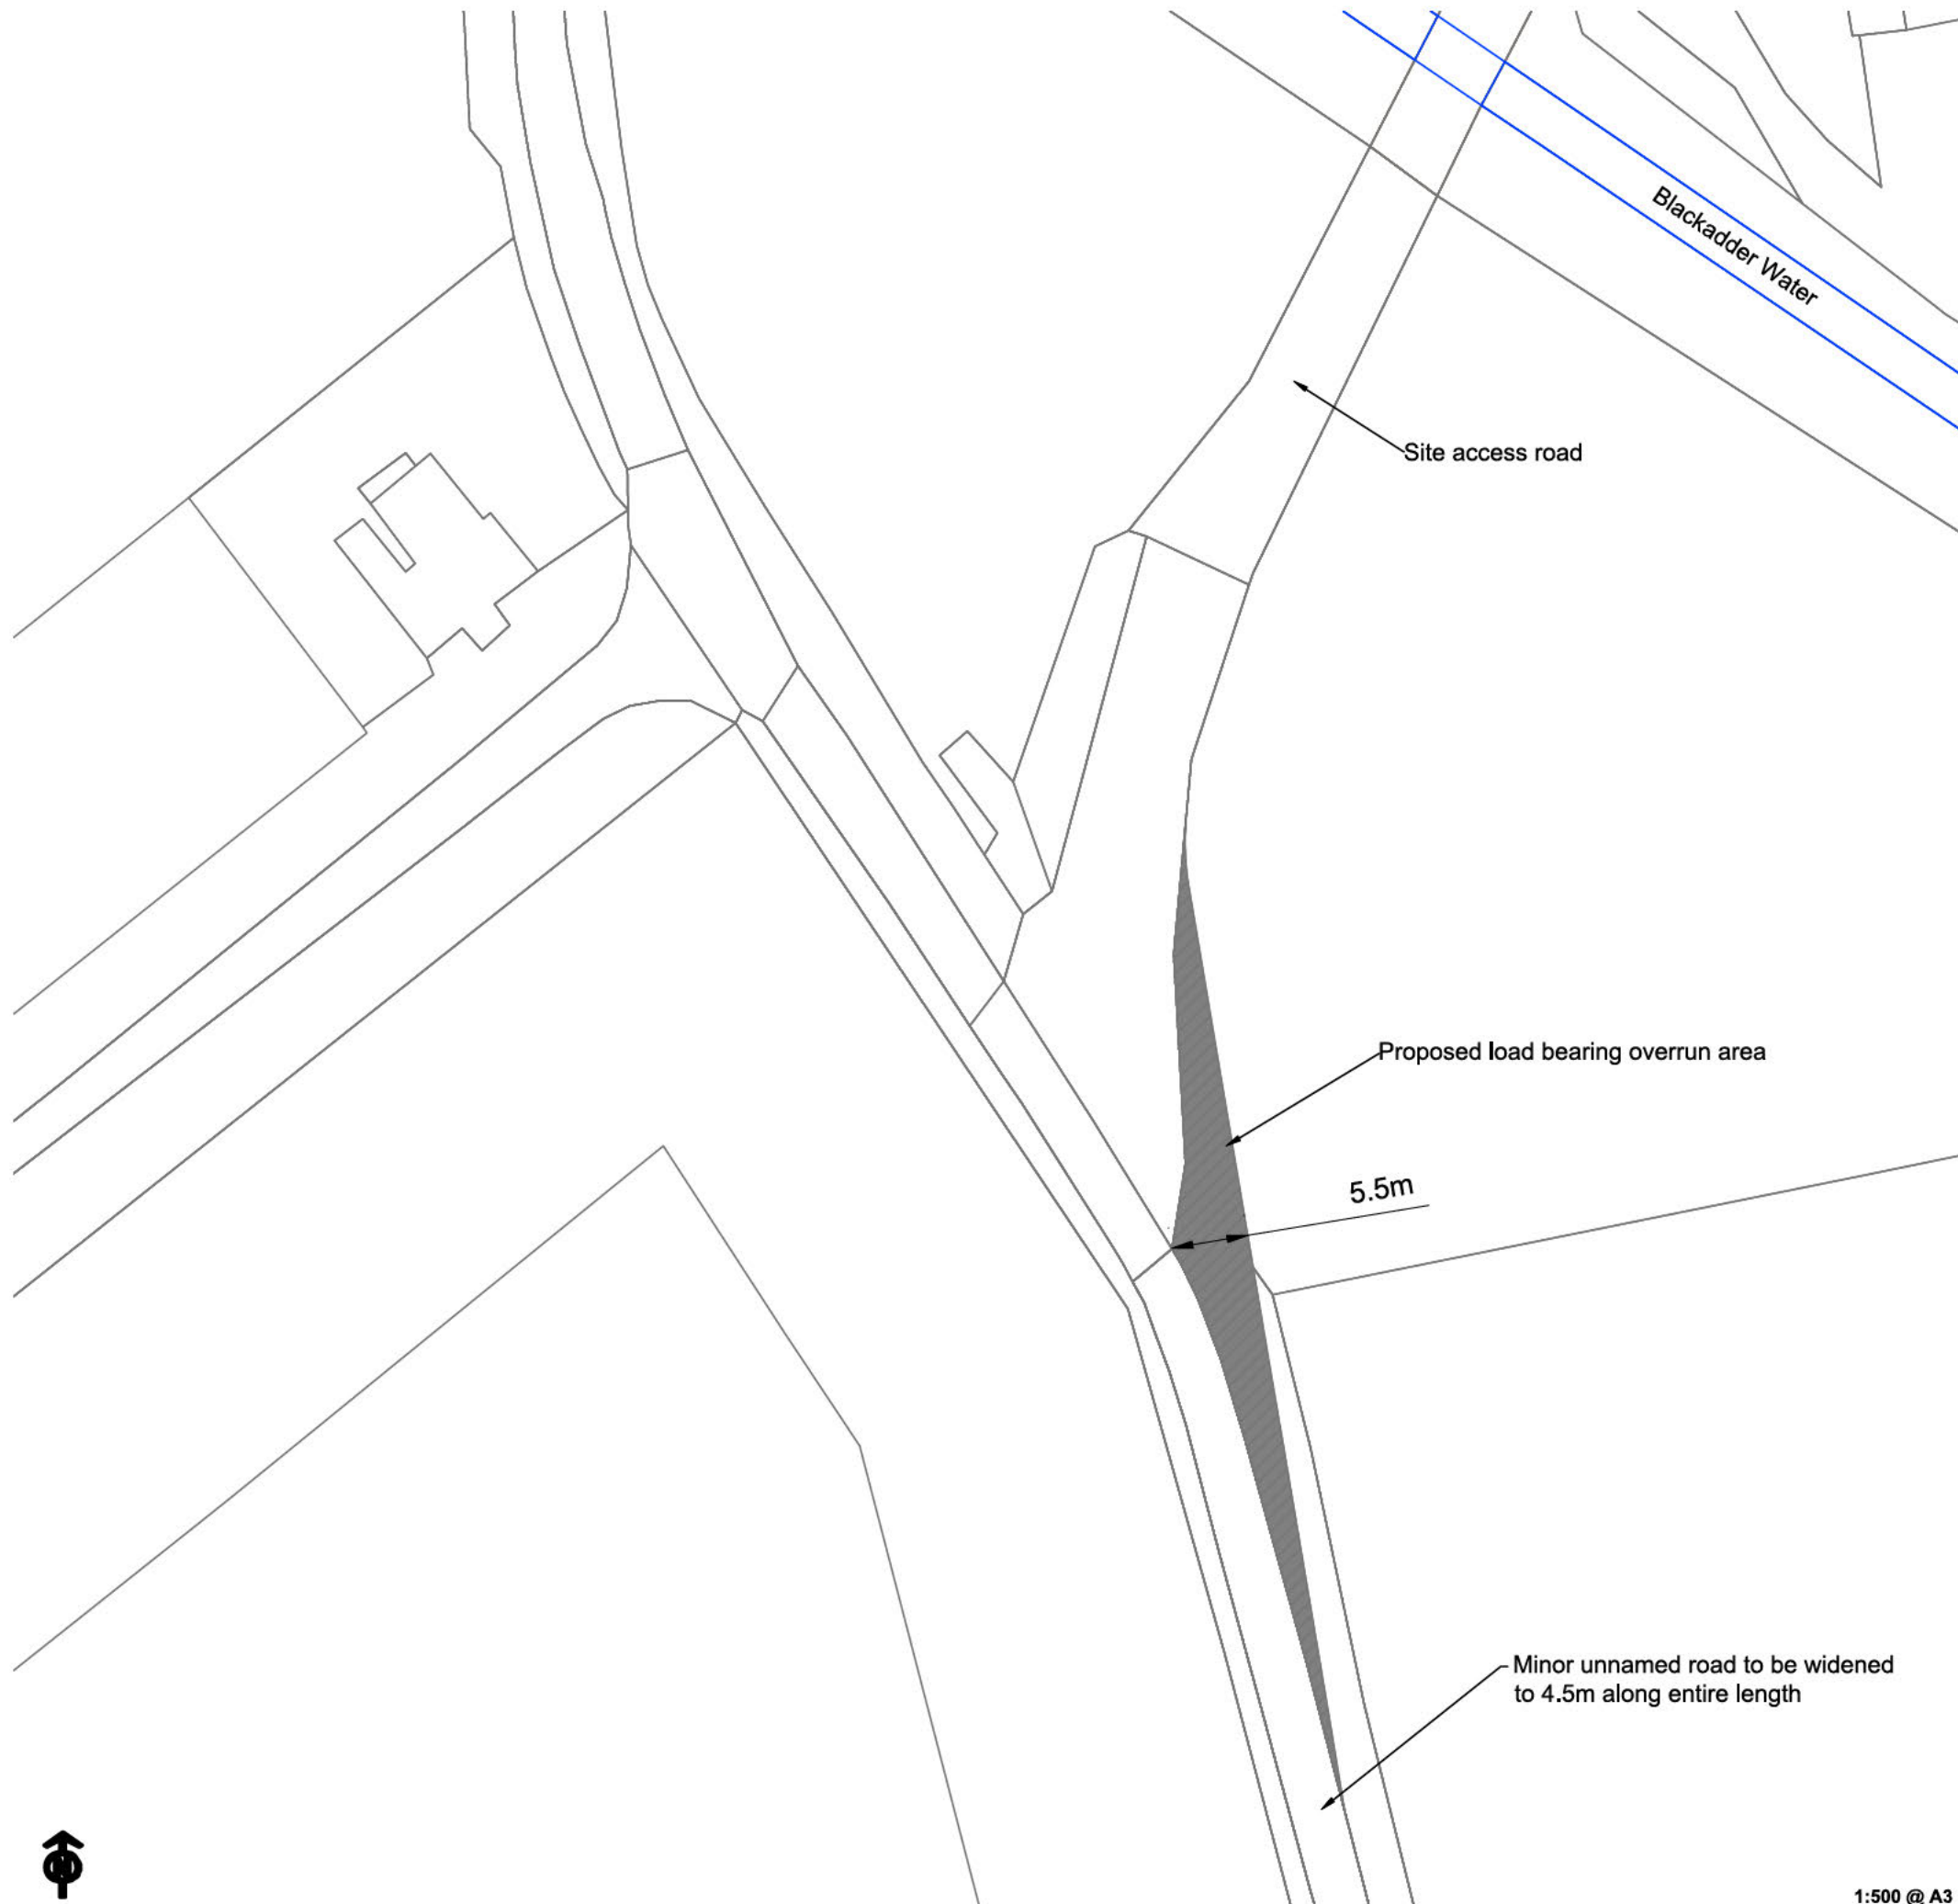 Blackadder Water
Site access road
Proposed load bearing overrun area
5.5m
Minor unnamed road to be widened
to 4.5m along entire length
1:500 @ A3